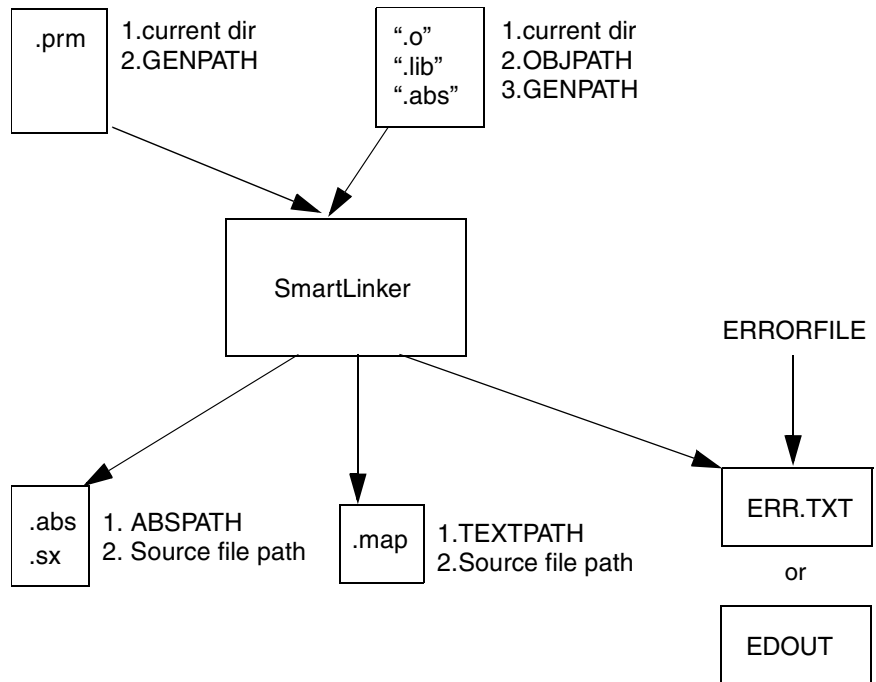 .prm
1.current dir
2.GENPATH
“.o”
“.lib”
“.abs”
1.current dir
2.OBJPATH
3.GENPATH
SmartLinker
ERRORFILE
.abs
.sx
1. ABSPATH
2. Source file path
.map
1.TEXTPATH
2.Source file path
ERR.TXT
or
EDOUT